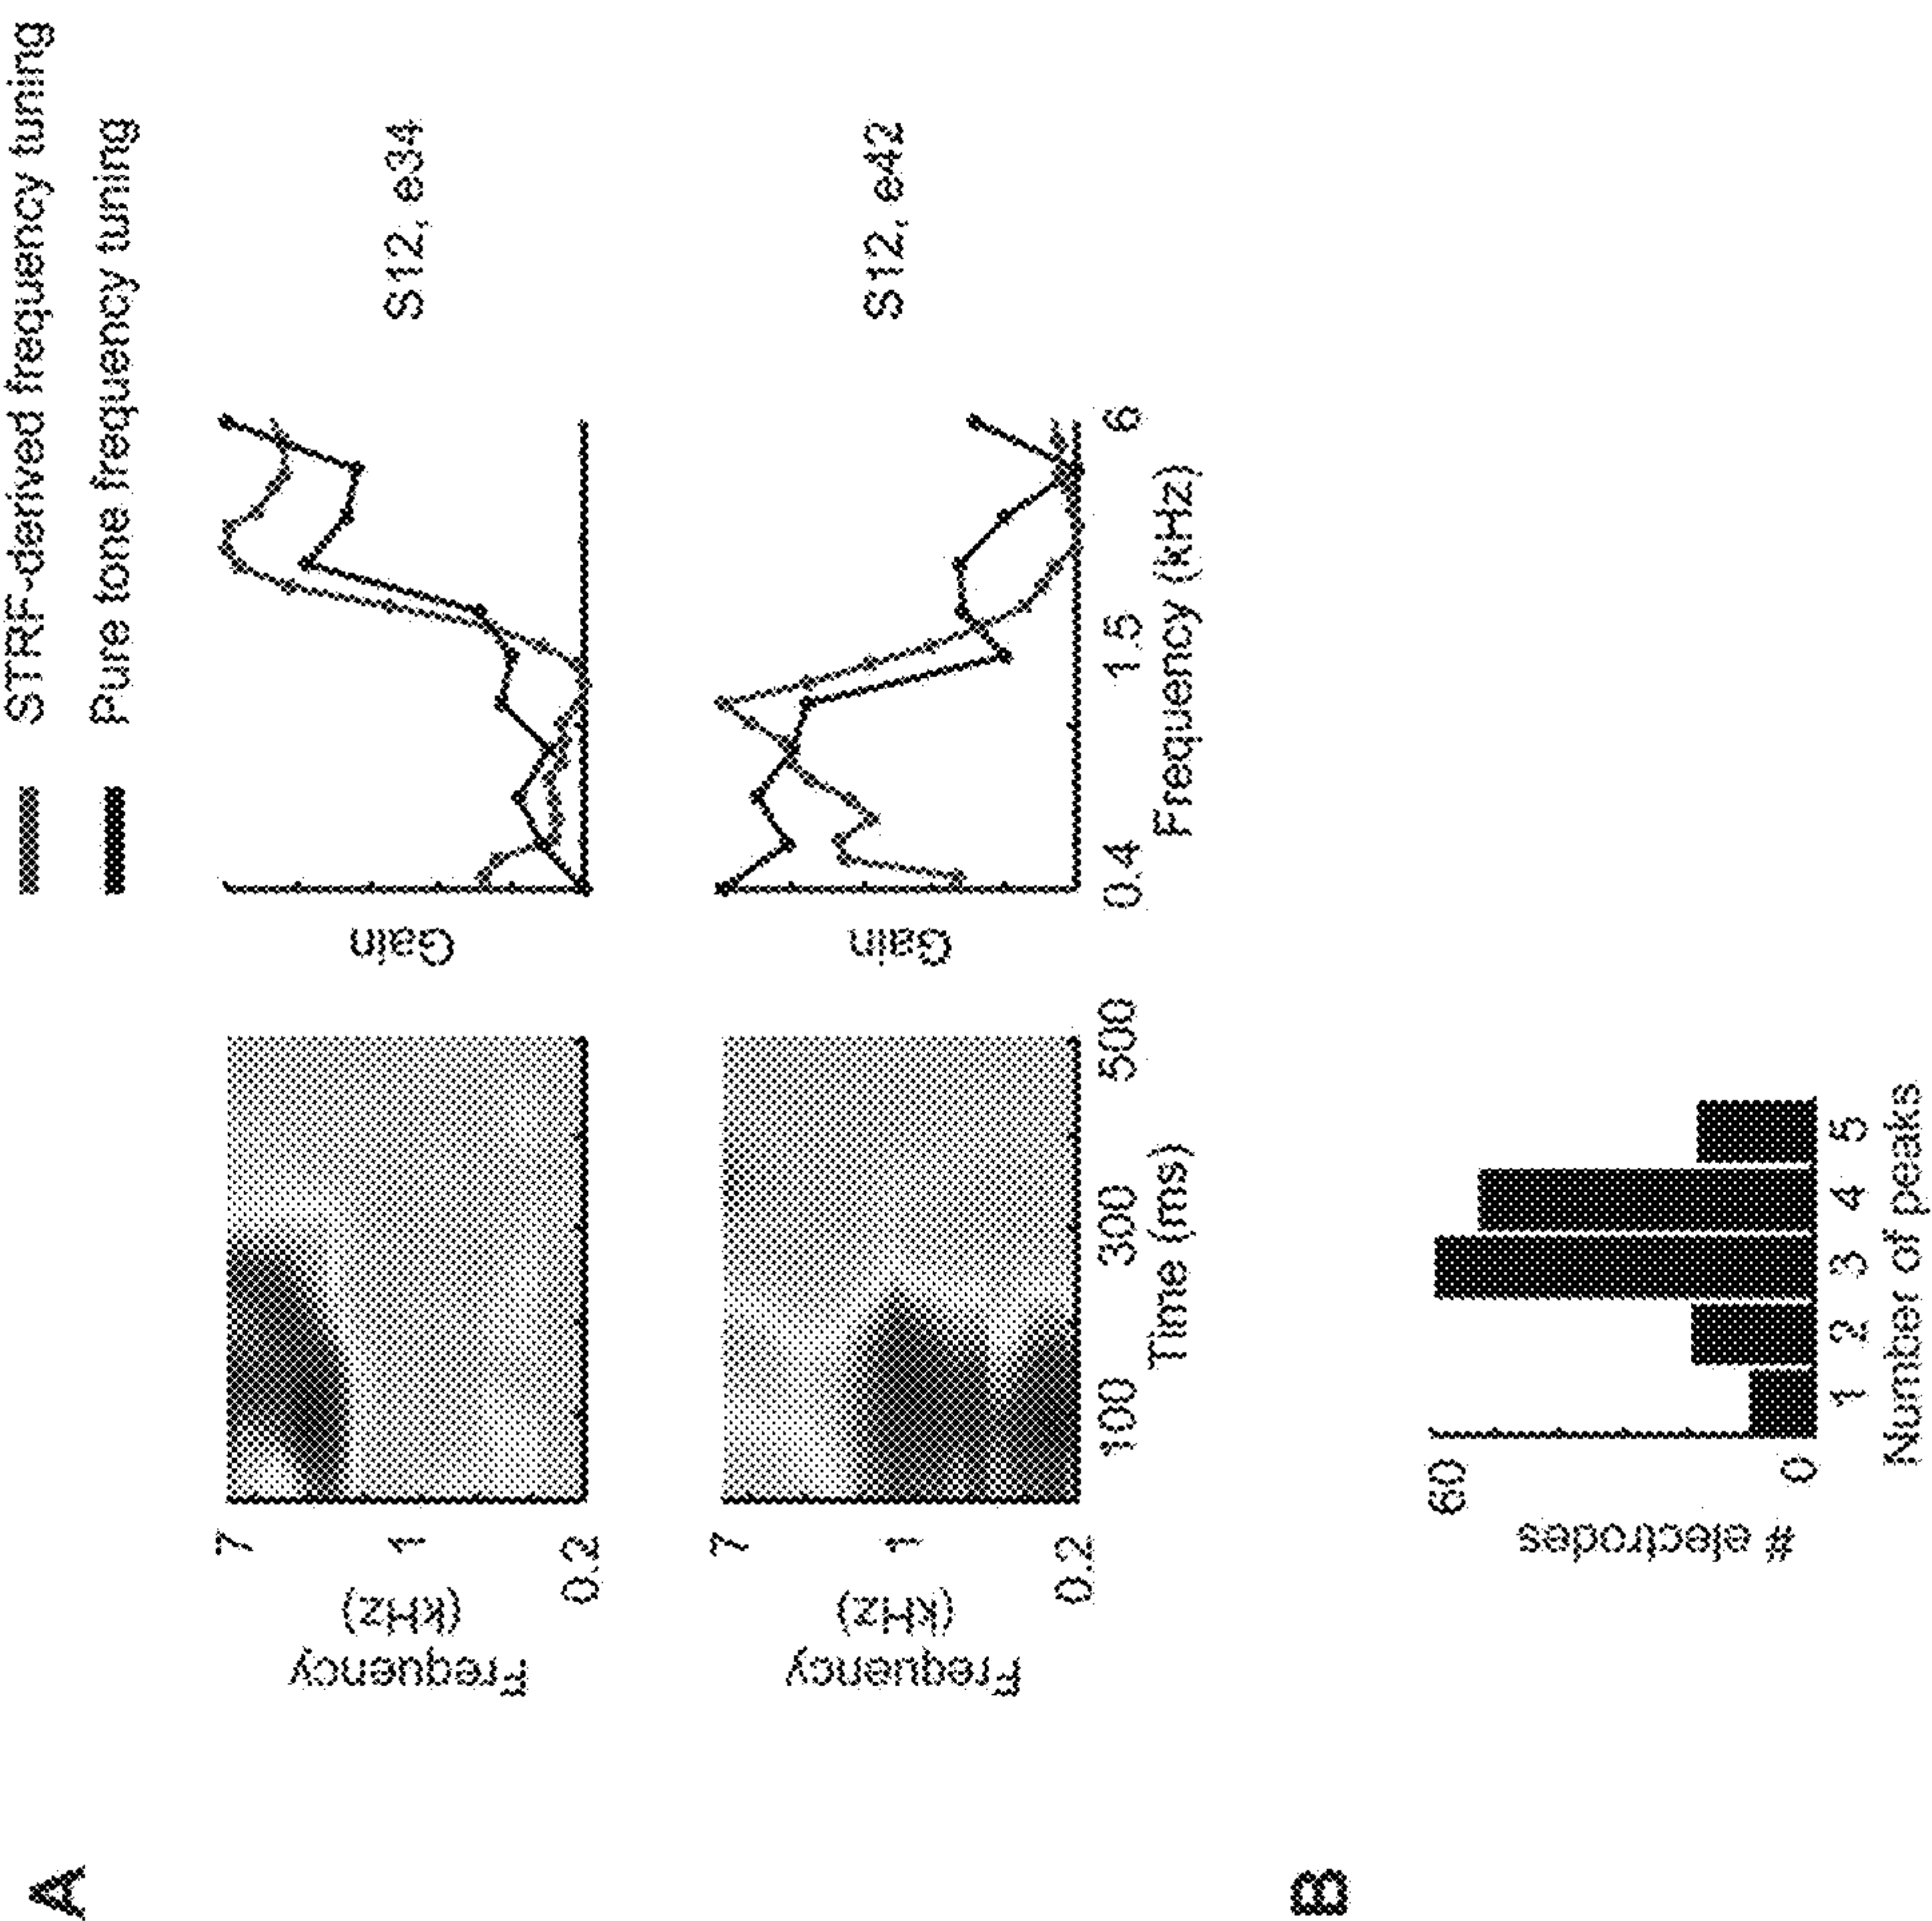 A
STRF-derived frequency tuning
Pure tone frequency tuning
Frequency
(kHz)
7
1
0.2
Gain
S12, e34
Frequency
(kHz)
7
1
0.2
100
300
500
Time (ms)
Gain
0.4
1.5
6
Frequency (kHz)
S12, e42
B
# electrodes
60
0
1
2
3
4
5
Number of peaks